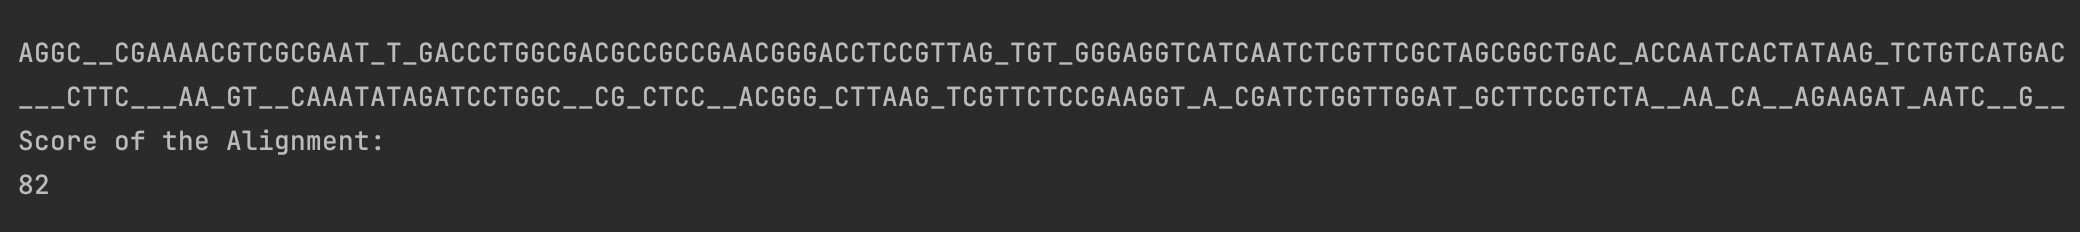 AGGC__CGAAAACGTCGCGAAT_T_GACCCTGGCGACGCCGCCGAACGGGACCTCCGTTAG_TGT_GGGAGGTCATCAATCTCGTTCGCTAGCGGCTGAC_ACCAATCACTATAAG_TCTGTCATGAC
___CTTC___AA_GT__CAAATATAGATCCTGGC__CG_CTCC__ACGGG_CTTAAG_TCGTTCTCCGAAGGT_A_CGATCTGGTTGGAT_GCTTCCGTCTA__AA_CA__AGAAGAT_AATC__G__
Score of the Alignment:
82